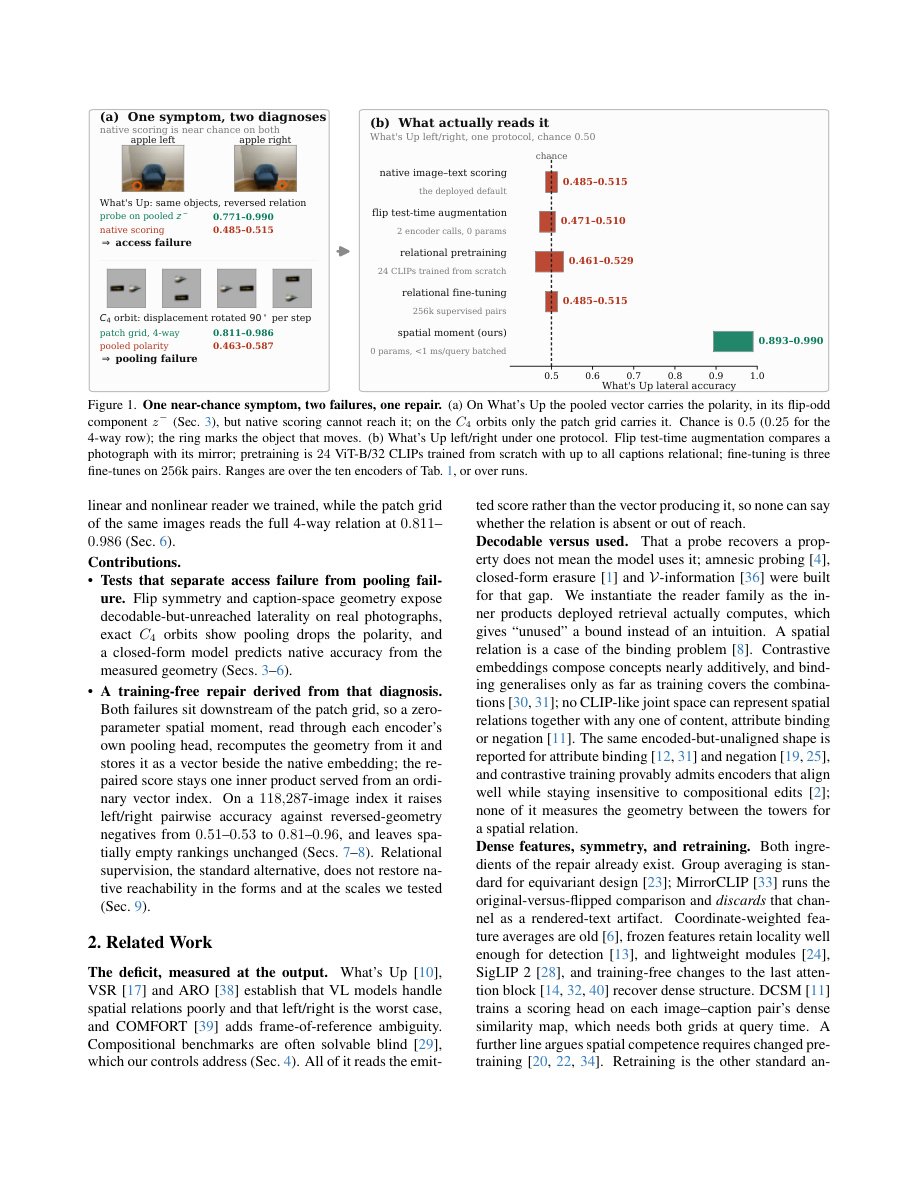 (a) One symptom, two diagnoses
native scoring is near chance on both
apple left apple right
What's Up: same objects, reversed relation
probe on pooled z⁻ 0.771–0.990
native scoring 0.485–0.515
⇒ access failure
C₄ orbit: displacement rotated 90° per step
patch grid, 4-way 0.811–0.986
pooled polarity 0.463–0.587
⇒ pooling failure
(b) What actually reads it
What's Up left/right, one protocol, chance 0.50
chance
native image–text scoring 0.485–0.515
the deployed default
flip test-time augmentation 0.471–0.510
2 encoder calls, 0 params
relational pretraining 0.461–0.529
24 CLIPs trained from scratch
relational fine-tuning 0.485–0.515
256k supervised pairs
spatial moment (ours) 0.893–0.990
0 params, <1 ms/query batched
0.5 0.6 0.7 0.8 0.9 1.0
What's Up lateral accuracy
Figure 1. One near-chance symptom, two failures, one repair. (a) On What's Up the pooled vector carries the polarity, in its flip-odd
component z⁻ (Sec. 3), but native scoring cannot reach it; on the C₄ orbits only the patch grid carries it. Chance is 0.5 (0.25 for the
4-way row); the ring marks the object that moves. (b) What's Up left/right under one protocol. Flip test-time augmentation compares a
photograph with its mirror; pretraining is 24 ViT-B/32 CLIPs trained from scratch with up to all captions relational; fine-tuning is three
fine-tunes on 256k pairs. Ranges are over the ten encoders of Tab. 1, or over runs.
linear and nonlinear reader we trained, while the patch grid
of the same images reads the full 4-way relation at 0.811–
0.986 (Sec. 6).
Contributions.
• Tests that separate access failure from pooling fail-
ure. Flip symmetry and caption-space geometry expose
decodable-but-unreached laterality on real photographs,
exact C₄ orbits show pooling drops the polarity, and
a closed-form model predicts native accuracy from the
measured geometry (Secs. 3–6).
• A training-free repair derived from that diagnosis.
Both failures sit downstream of the patch grid, so a zero-
parameter spatial moment, read through each encoder's
own pooling head, recomputes the geometry from it and
stores it as a vector beside the native embedding; the re-
paired score stays one inner product served from an ordi-
nary vector index. On a 118,287-image index it raises
left/right pairwise accuracy against reversed-geometry
negatives from 0.51–0.53 to 0.81–0.96, and leaves spa-
tially empty rankings unchanged (Secs. 7–8). Relational
supervision, the standard alternative, does not restore na-
tive reachability in the forms and at the scales we tested
(Sec. 9).
2. Related Work
The deficit, measured at the output. What's Up [10],
VSR [17] and ARO [38] establish that VL models handle
spatial relations poorly and that left/right is the worst case,
and COMFORT [39] adds frame-of-reference ambiguity.
Compositional benchmarks are often solvable blind [29],
which our controls address (Sec. 4). All of it reads the emit-
ted score rather than the vector producing it, so none can say
whether the relation is absent or out of reach.
Decodable versus used. That a probe recovers a prop-
erty does not mean the model uses it; amnesic probing [4],
closed-form erasure [1] and 𝒱-information [36] were built
for that gap. We instantiate the reader family as the in-
ner products deployed retrieval actually computes, which
gives “unused” a bound instead of an intuition. A spatial
relation is a case of the binding problem [8]. Contrastive
embeddings compose concepts nearly additively, and bind-
ing generalises only as far as training covers the combina-
tions [30, 31]; no CLIP-like joint space can represent spatial
relations together with any one of content, attribute binding
or negation [11]. The same encoded-but-unaligned shape is
reported for attribute binding [12, 31] and negation [19, 25],
and contrastive training provably admits encoders that align
well while staying insensitive to compositional edits [2];
none of it measures the geometry between the towers for
a spatial relation.
Dense features, symmetry, and retraining. Both ingre-
dients of the repair already exist. Group averaging is stan-
dard for equivariant design [23]; MirrorCLIP [33] runs the
original-versus-flipped comparison and discards that chan-
nel as a rendered-text artifact. Coordinate-weighted fea-
ture averages are old [6], frozen features retain locality well
enough for detection [13], and lightweight modules [24],
SigLIP 2 [28], and training-free changes to the last atten-
tion block [14, 32, 40] recover dense structure. DCSM [11]
trains a scoring head on each image–caption pair's dense
similarity map, which needs both grids at query time. A
further line argues spatial competence requires changed pre-
training [20, 22, 34]. Retraining is the other standard an-